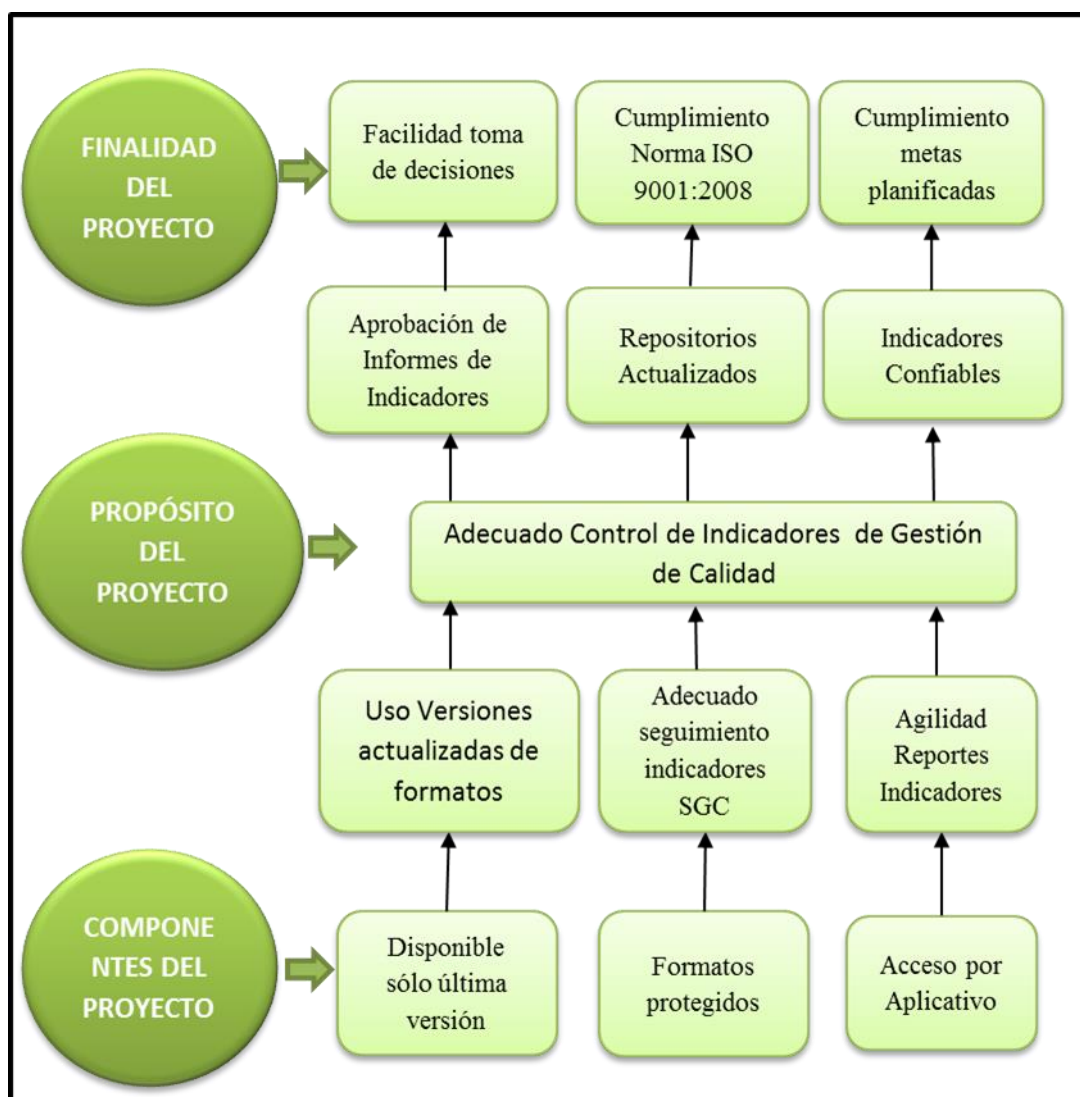 FINALIDAD
DEL
PROYECTO
Facilidad toma
de decisiones
Cumplimiento
Norma ISO
9001:2008
Cumplimiento
metas
planificadas
Aprobación de
Informes de
Indicadores
Repositorios
Actualizados
Indicadores
Confiables
PROPÓSITO
DEL
PROYECTO
Adecuado Control de Indicadores de Gestión
de Calidad
Uso Versiones
actualizadas de
formatos
Adecuado
seguimiento
indicadores
SGC
Agilidad
Reportes
Indicadores
COMPONE
NTES DEL
PROYECTO
Disponible
sólo última
versión
Formatos
protegidos
Acceso por
Aplicativo